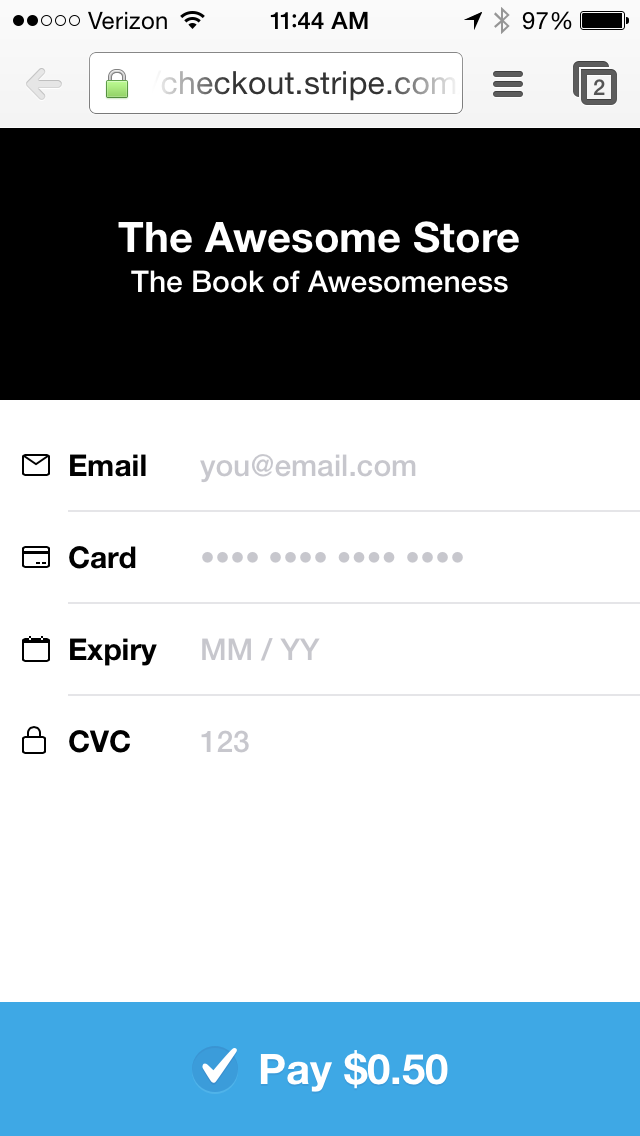 Verizon 11:44 AM 97%
checkout.stripe.com 2
The Awesome Store
The Book of Awesomeness
Email you@email.com
Card •••• •••• •••• ••••
Expiry MM / YY
CVC 123
Pay $0.50